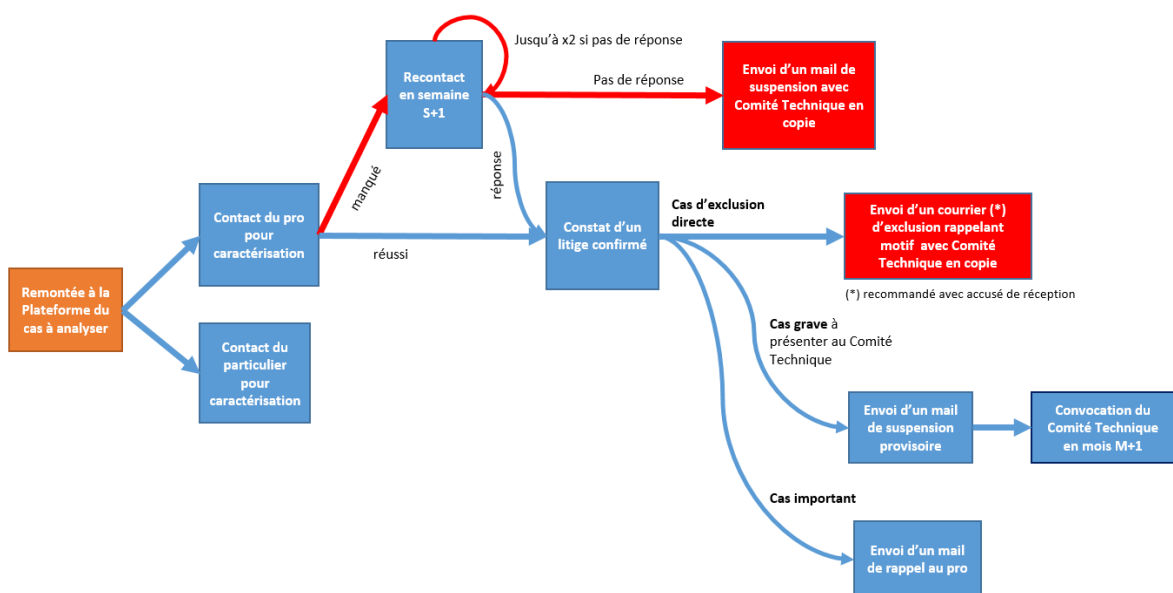 Jusqu'à x2 si pas de réponse
Recontact
en semaine
S+1
Pas de réponse
Envoi d'un mail de
suspension avec
Comité Technique en
copie
manqué
réponse
Contact du pro
pour
caractérisation
réussi
Constat d'un
litige confirmé
Cas d'exclusion
directe
Envoi d'un courrier (*)
d'exclusion rappelant
motif avec Comité
Technique en copie
(*) recommandé avec accusé de réception
Remontée à la
Plateforme du
cas à analyser
Contact du
particulier
pour
caractérisation
Cas grave à
présenter au Comité
Technique
Envoi d'un mail
de suspension
provisoire
Convocation du
Comité Technique
en mois M+1
Cas important
Envoi d'un mail
de rappel au pro